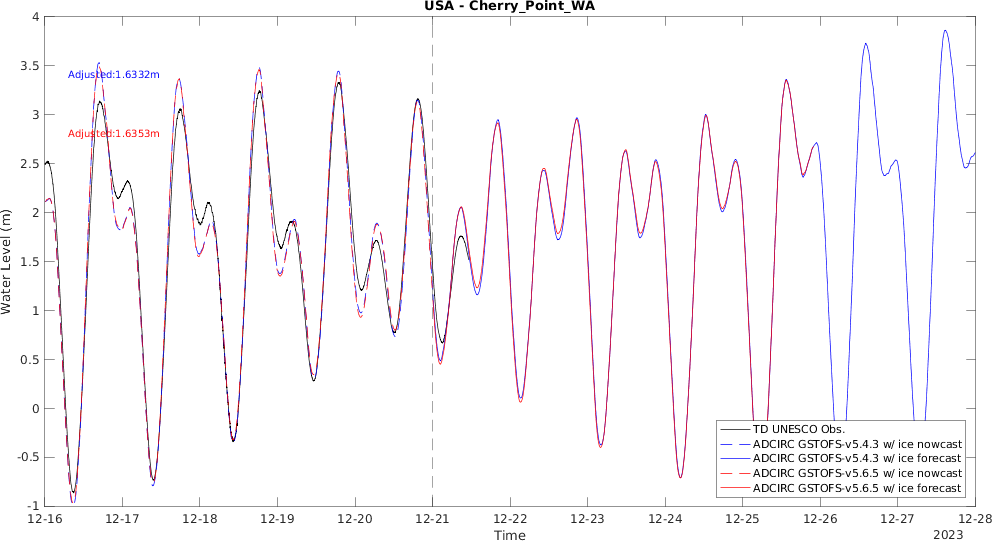 USA - Cherry_Point_WA
Water Level (m)
4
3.5
3
2.5
2
1.5
1
0.5
0
-0.5
-1
Adjusted:1.6332m
Adjusted:1.6353m
TD UNESCO Obs.
ADCIRC GSTOFS-v5.4.3 w/ ice nowcast
ADCIRC GSTOFS-v5.4.3 w/ ice forecast
ADCIRC GSTOFS-v5.6.5 w/ ice nowcast
ADCIRC GSTOFS-v5.6.5 w/ ice forecast
12-16 12-17 12-18 12-19 12-20 12-21 12-22 12-23 12-24 12-25 12-26 12-27 12-28
Time
2023